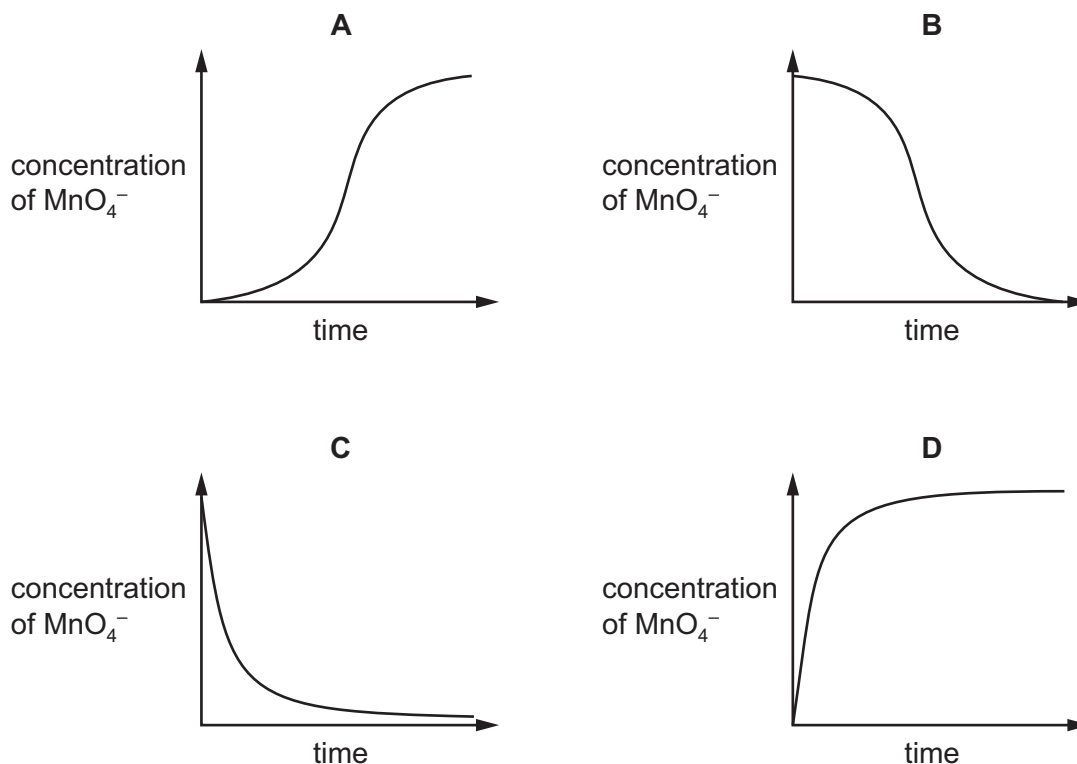 A
B
concentration
of MnO₄⁻
time
concentration
of MnO₄⁻
time
C
D
concentration
of MnO₄⁻
time
concentration
of MnO₄⁻
time